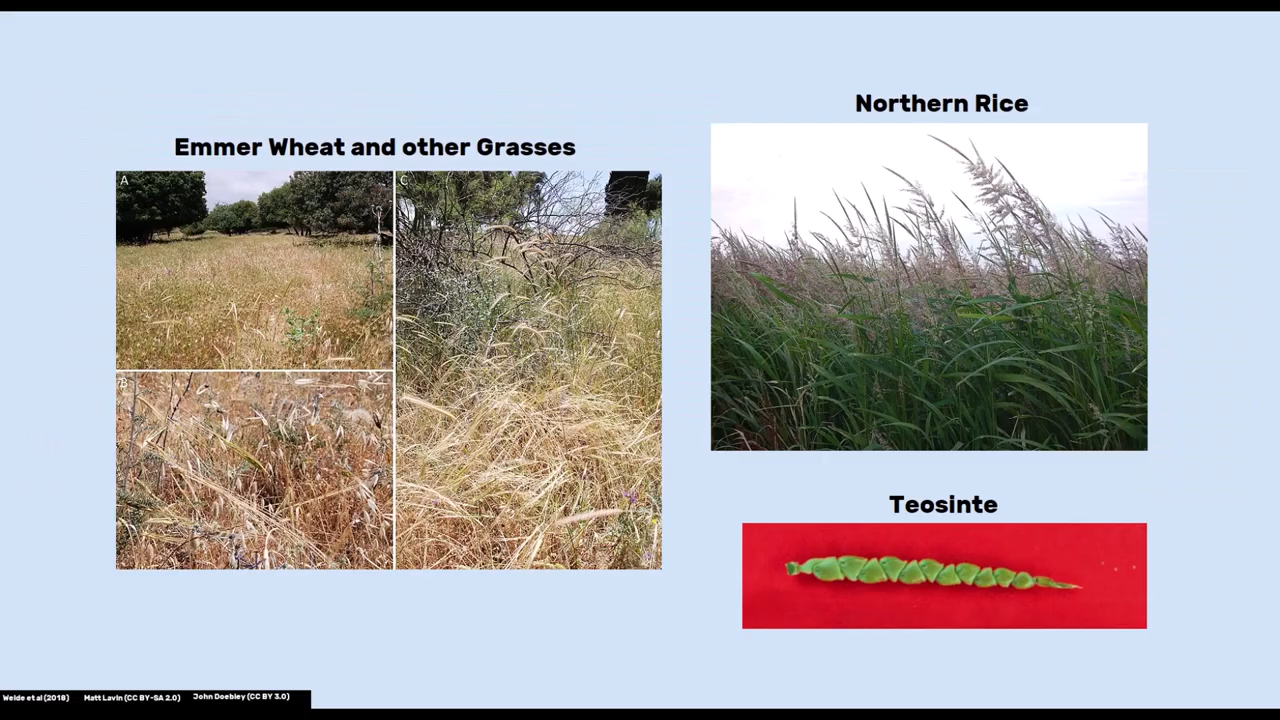 Emmer Wheat and other Grasses
A
C
B
Northern Rice
Teosinte
Weide et al (2018) Matt Lavin (CC BY-SA 2.0) John Doebley (CC BY 3.0)